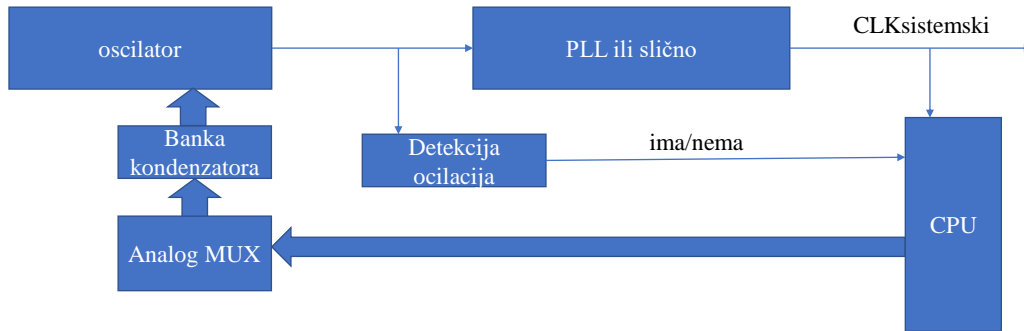 oscilator
PLL ili slično
CLKsistemski
Banka
kondenzatora
Detekcija
ocilacija
ima/nema
Analog MUX
CPU